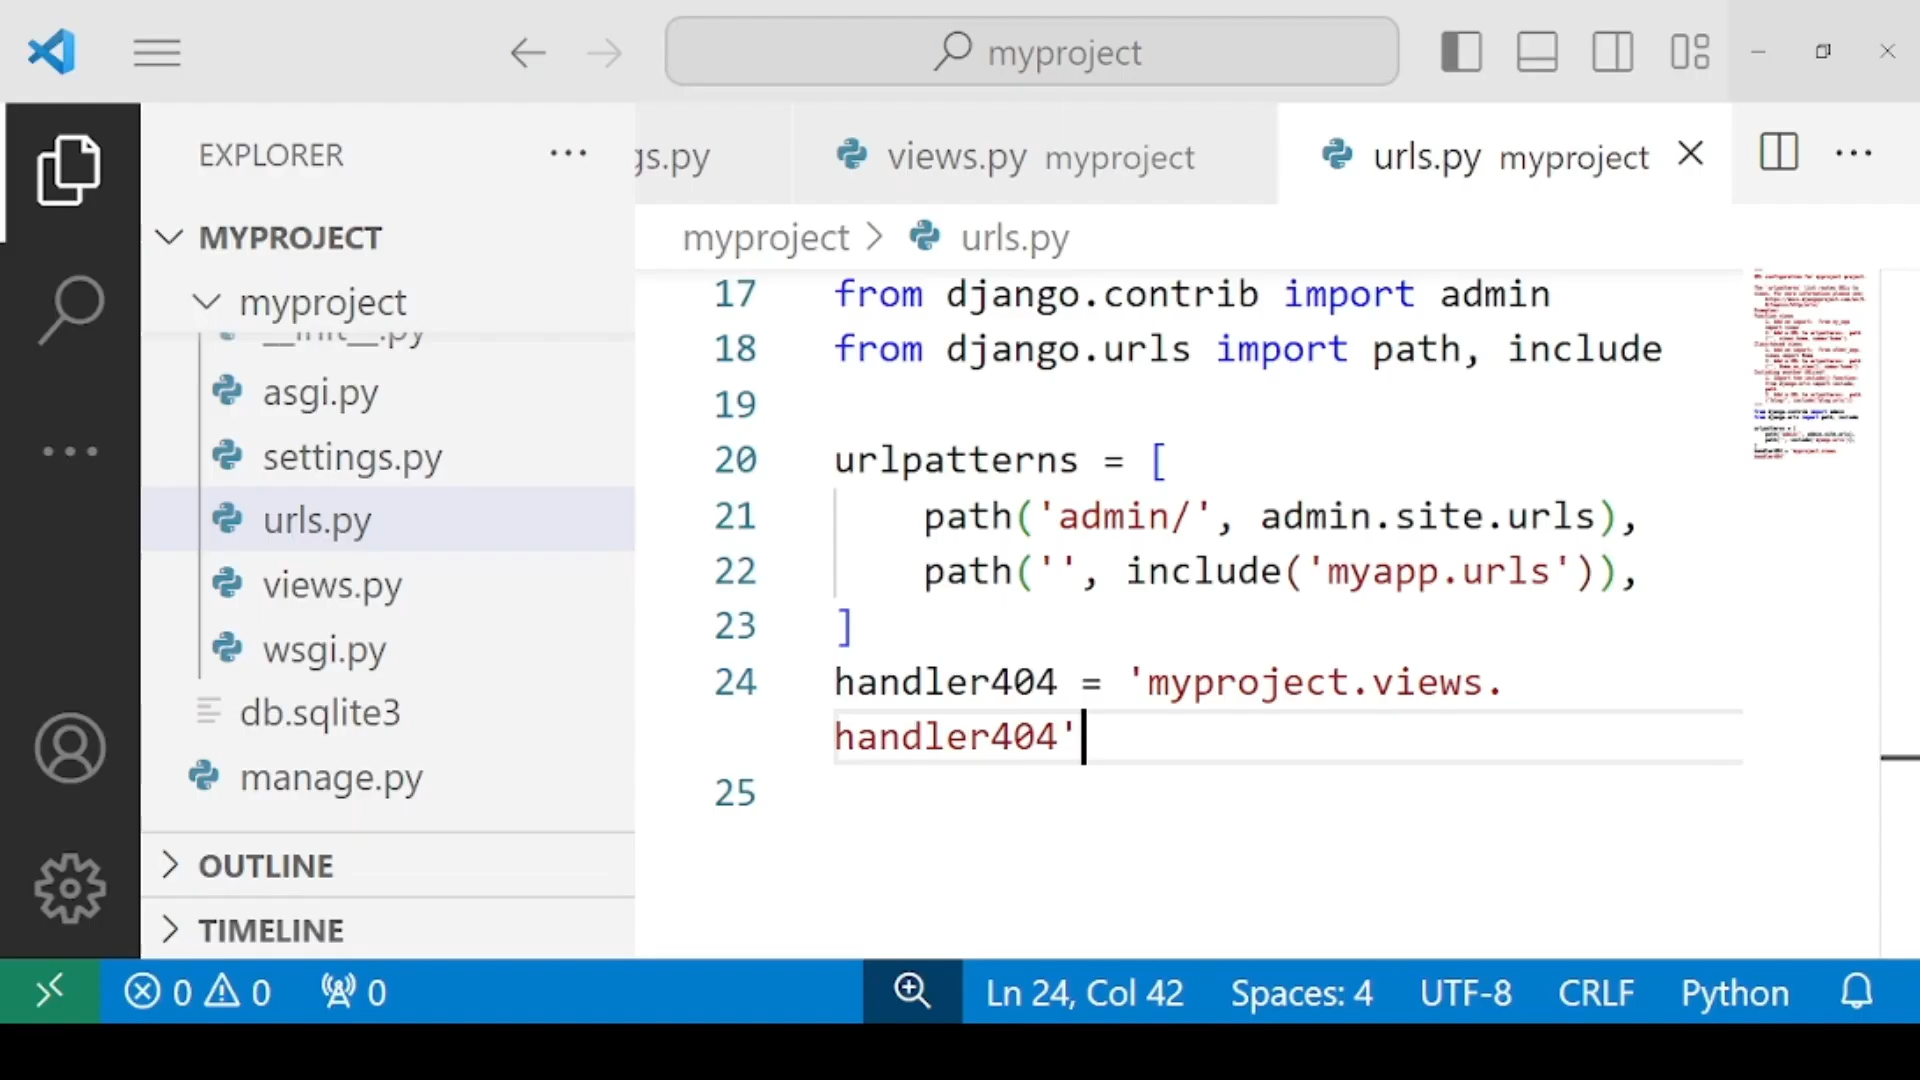 myproject
EXPLORER
gs.py
views.py myproject
urls.py myproject
MYPROJECT
myproject
__init__.py
asgi.py
settings.py
urls.py
views.py
wsgi.py
db.sqlite3
manage.py
OUTLINE
TIMELINE
myproject > urls.py
17 from django.contrib import admin
18 from django.urls import path, include
19
20 urlpatterns = [
21 path('admin/', admin.site.urls),
22 path('', include('myapp.urls')),
23 ]
24 handler404 = 'myproject.views.
handler404'
25
0 0 0 Ln 24, Col 42 Spaces: 4 UTF-8 CRLF Python